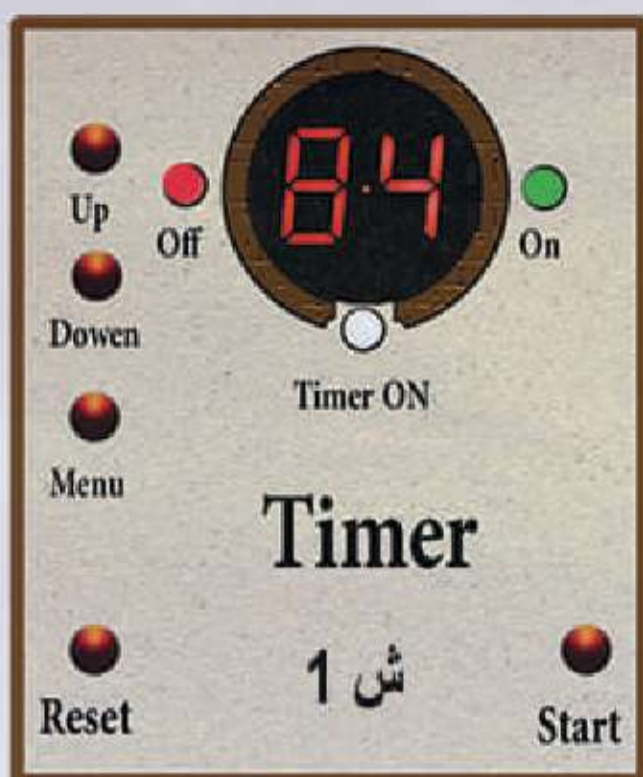 8.4
Up
Off
On
Dowen
Timer ON
Menu
Timer
ش 1
Reset
Start